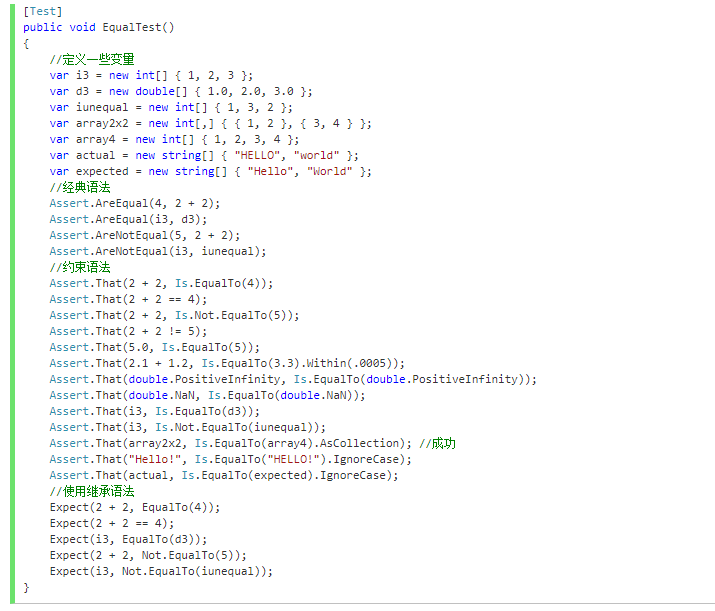 [Test]
public void EqualTest()
{
    //定义一些变量
    var i3 = new int[] { 1, 2, 3 };
    var d3 = new double[] { 1.0, 2.0, 3.0 };
    var iunequal = new int[] { 1, 3, 2 };
    var array2x2 = new int[,] { { 1, 2 }, { 3, 4 } };
    var array4 = new int[] { 1, 2, 3, 4 };
    var actual = new string[] { "HELLO", "world" };
    var expected = new string[] { "Hello", "World" };
    //经典语法
    Assert.AreEqual(4, 2 + 2);
    Assert.AreEqual(i3, d3);
    Assert.AreNotEqual(5, 2 + 2);
    Assert.AreNotEqual(i3, iunequal);
    //约束语法
    Assert.That(2 + 2, Is.EqualTo(4));
    Assert.That(2 + 2 == 4);
    Assert.That(2 + 2, Is.Not.EqualTo(5));
    Assert.That(2 + 2 != 5);
    Assert.That(5.0, Is.EqualTo(5));
    Assert.That(2.1 + 1.2, Is.EqualTo(3.3).Within(.0005));
    Assert.That(double.PositiveInfinity, Is.EqualTo(double.PositiveInfinity));
    Assert.That(double.NaN, Is.EqualTo(double.NaN));
    Assert.That(i3, Is.EqualTo(d3));
    Assert.That(i3, Is.Not.EqualTo(iunequal));
    Assert.That(array2x2, Is.EqualTo(array4).AsCollection); //成功
    Assert.That("Hello!", Is.EqualTo("HELLO!").IgnoreCase);
    Assert.That(actual, Is.EqualTo(expected).IgnoreCase);
    //使用继承语法
    Expect(2 + 2, EqualTo(4));
    Expect(2 + 2 == 4);
    Expect(i3, EqualTo(d3));
    Expect(2 + 2, Not.EqualTo(5));
    Expect(i3, Not.EqualTo(iunequal));
}